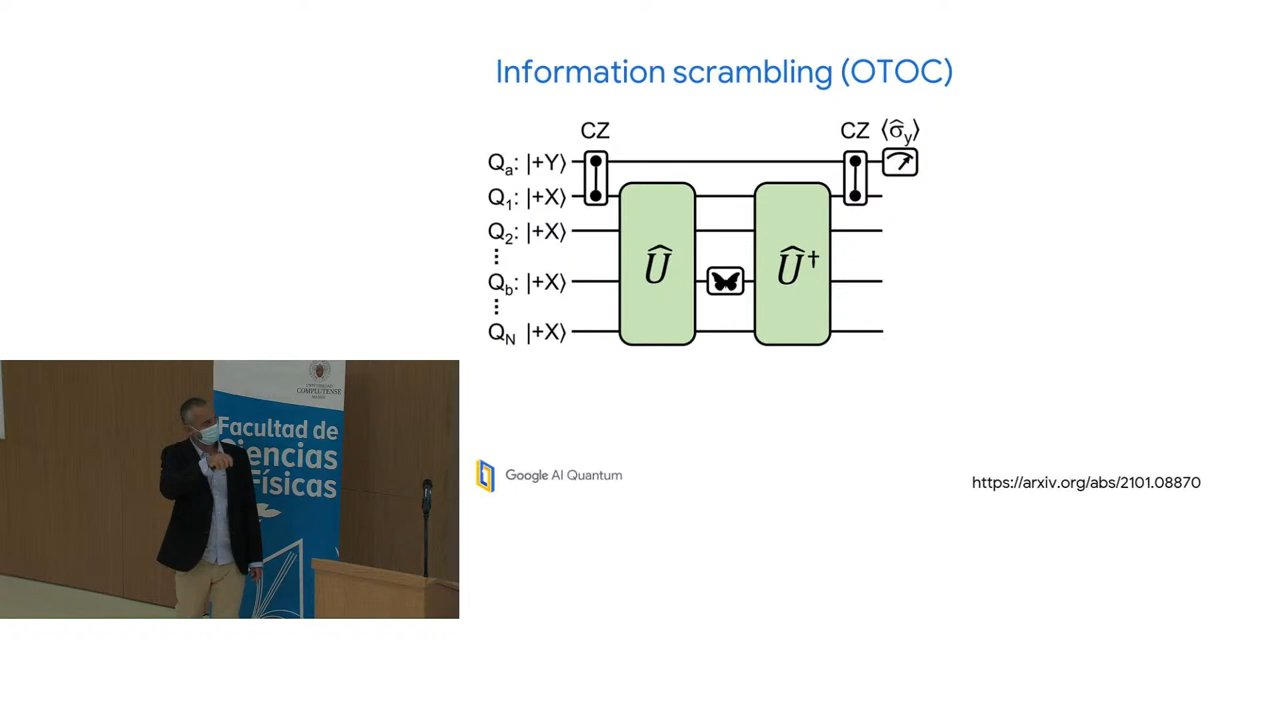 Information scrambling (OTOC)
CZ CZ ⟨σ̂y⟩
Qa: |+Y⟩
Q1: |+X⟩
Q2: |+X⟩
Û Û†
Qb: |+X⟩
QN |+X⟩
UNIVERSIDAD
COMPLUTENSE
MADRID
Facultad de
Ciencias
Físicas
Google AI Quantum
https://arxiv.org/abs/2101.08870